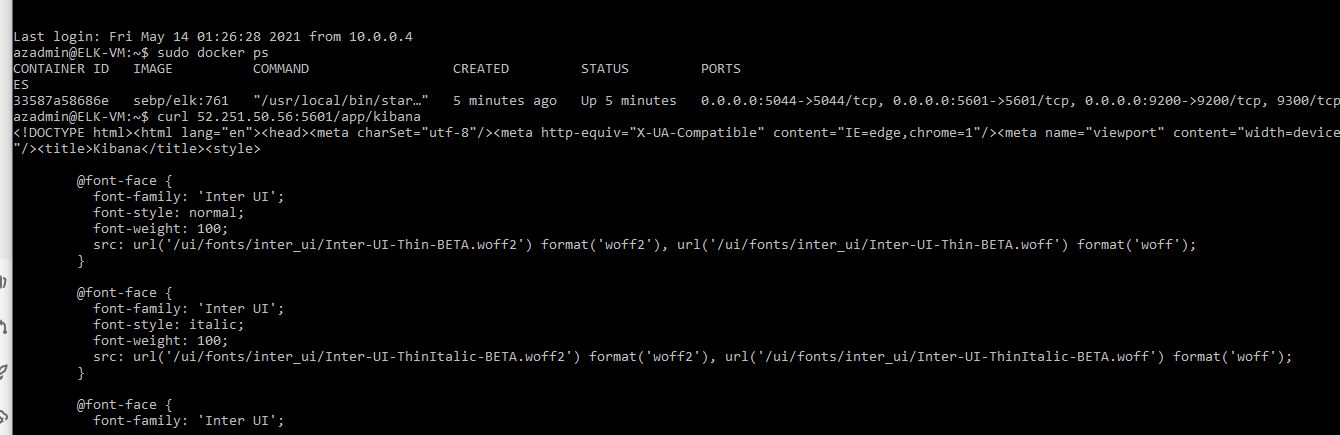 Last login: Fri May 14 01:26:28 2021 from 10.0.0.4
azadmin@ELK-VM:~$ sudo docker ps
CONTAINER ID   IMAGE          COMMAND                  CREATED         STATUS         PORTS
ES
33587a58686e   sebp/elk:761   "/usr/local/bin/star…"   5 minutes ago   Up 5 minutes   0.0.0.0:5044->5044/tcp, 0.0.0.0:5601->5601/tcp, 0.0.0.0:9200->9200/tcp, 9300/tcp
azadmin@ELK-VM:~$ curl 52.251.50.56:5601/app/kibana
<!DOCTYPE html><html lang="en"><head><meta charSet="utf-8"/><meta http-equiv="X-UA-Compatible" content="IE=edge,chrome=1"/><meta name="viewport" content="width=device
"/><title>Kibana</title><style>
@font-face {
font-family: 'Inter UI';
font-style: normal;
font-weight: 100;
src: url('/ui/fonts/inter_ui/Inter-UI-Thin-BETA.woff2') format('woff2'), url('/ui/fonts/inter_ui/Inter-UI-Thin-BETA.woff') format('woff');
}
@font-face {
font-family: 'Inter UI';
font-style: italic;
font-weight: 100;
src: url('/ui/fonts/inter_ui/Inter-UI-ThinItalic-BETA.woff2') format('woff2'), url('/ui/fonts/inter_ui/Inter-UI-ThinItalic-BETA.woff') format('woff');
}
@font-face {
font-family: 'Inter UI';